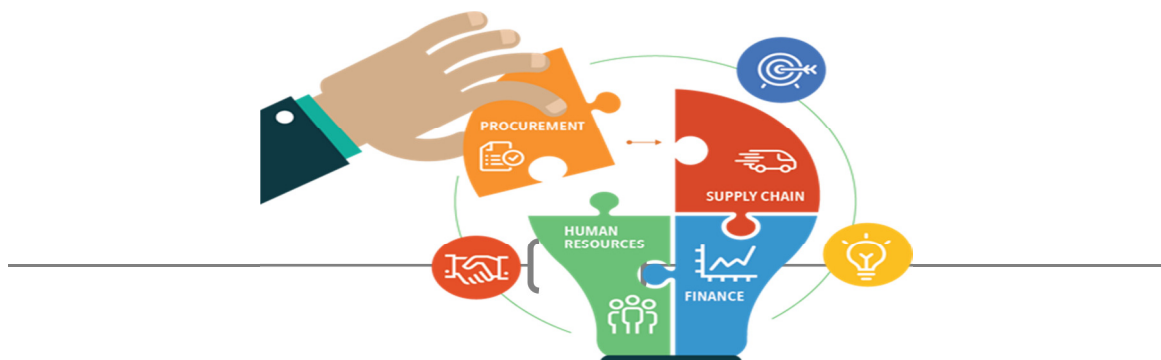 PROCUREMENT
SUPPLY CHAIN
HUMAN
RESOURCES
FINANCE